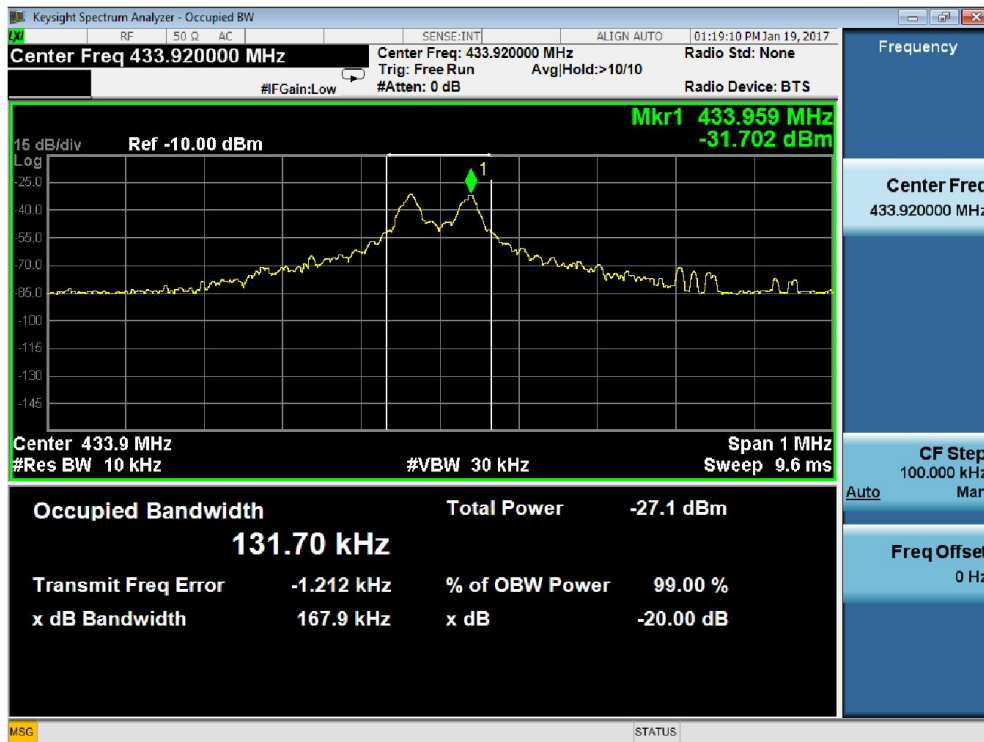 Keysight Spectrum Analyzer - Occupied BW
LXI RF 50 Ω AC SENSE:INT ALIGN AUTO 01:19:10 PM Jan 19, 2017
Center Freq 433.920000 MHz
Center Freq: 433.920000 MHz
Radio Std: None
Trig: Free Run
Avg|Hold:>10/10
#IFGain:Low
#Atten: 0 dB
Radio Device: BTS
Mkr1 433.959 MHz
-31.702 dBm
15 dB/div
Ref -10.00 dBm
Log
1
-25.0
-40.0
-55.0
-70.0
-85.0
-100
-115
-130
-145
Center 433.9 MHz
Span 1 MHz
#Res BW 10 kHz
#VBW 30 kHz
Sweep 9.6 ms
Occupied Bandwidth
Total Power
-27.1 dBm
131.70 kHz
Transmit Freq Error
-1.212 kHz
% of OBW Power
99.00 %
x dB Bandwidth
167.9 kHz
x dB
-20.00 dB
Frequency
Center Freq
433.920000 MHz
CF Step
100.000 kHz
Auto
Man
Freq Offset
0 Hz
MSG
STATUS